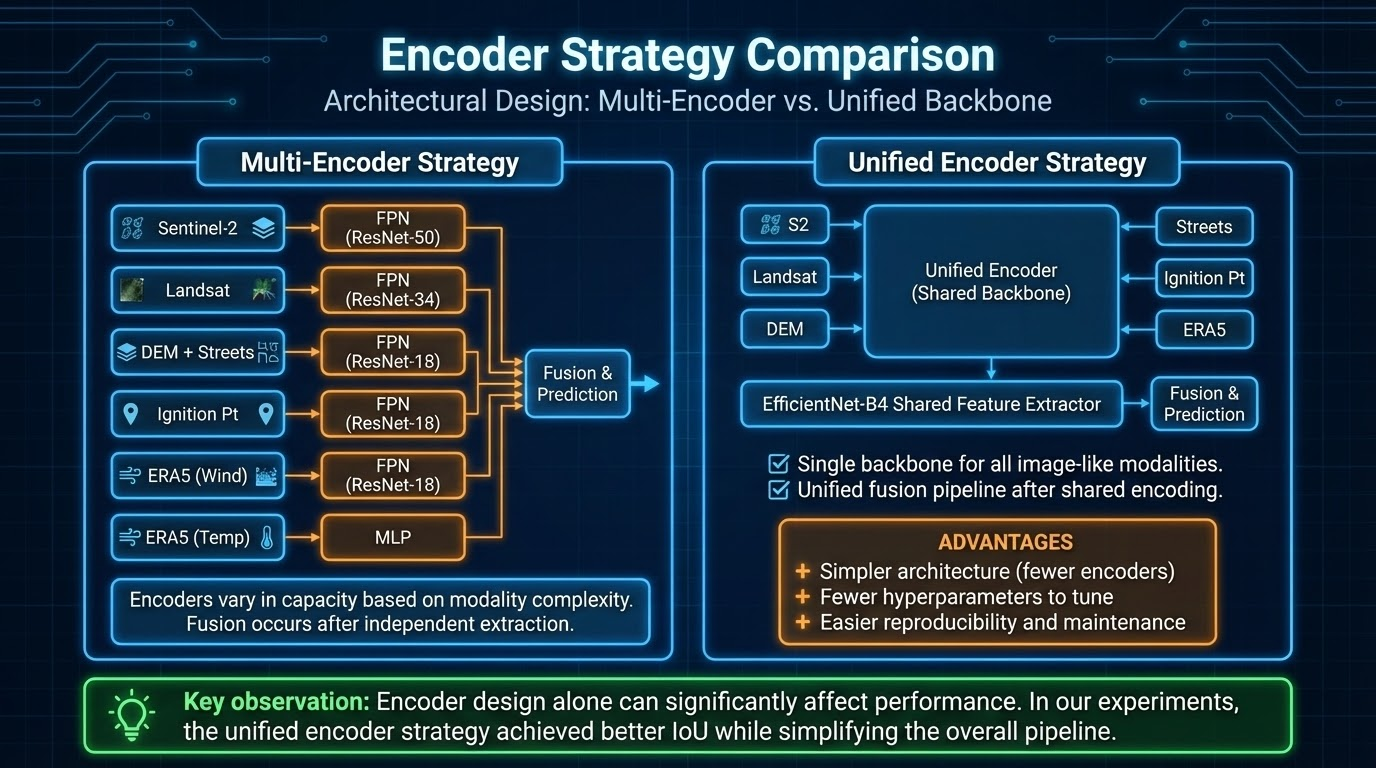 Encoder Strategy Comparison
Architectural Design: Multi-Encoder vs. Unified Backbone
Multi-Encoder Strategy
Sentinel-2
FPN
(ResNet-50)
Landsat
FPN
(ResNet-34)
DEM + Streets
FPN
(ResNet-18)
Ignition Pt
FPN
(ResNet-18)
ERA5 (Wind)
FPN
(ResNet-18)
ERA5 (Temp)
MLP
Fusion &
Prediction
Encoders vary in capacity based on modality complexity.
Fusion occurs after independent extraction.
Unified Encoder Strategy
S2
Landsat
DEM
Unified Encoder
(Shared Backbone)
Streets
Ignition Pt
ERA5
EfficientNet-B4 Shared Feature Extractor
Fusion &
Prediction
Single backbone for all image-like modalities.
Unified fusion pipeline after shared encoding.
ADVANTAGES
+ Simpler architecture (fewer encoders)
+ Fewer hyperparameters to tune
+ Easier reproducibility and maintenance
Key observation: Encoder design alone can significantly affect performance. In our experiments,
the unified encoder strategy achieved better IoU while simplifying the overall pipeline.